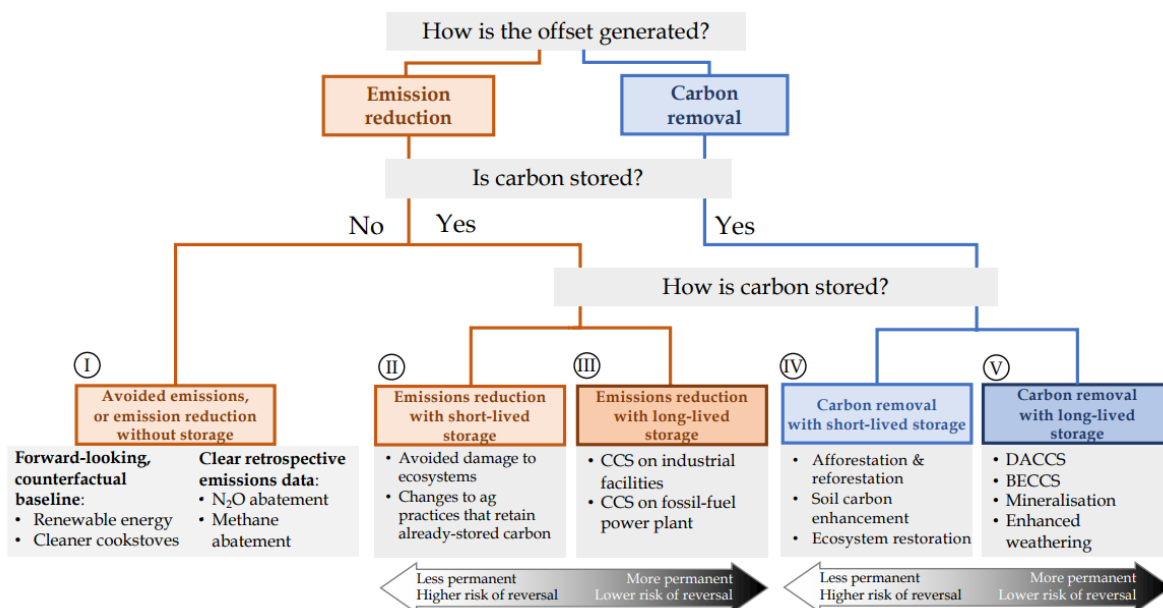 How is the offset generated?
Emission
reduction
Carbon
removal
Is carbon stored?
No
Yes
Yes
How is carbon stored?
I
Avoided emissions,
or emission reduction
without storage
Forward-looking,
counterfactual
baseline:
• Renewable energy
• Cleaner cookstoves
Clear retrospective
emissions data:
• N₂O abatement
• Methane
abatement
II
Emissions reduction
with short-lived
storage
• Avoided damage to
ecosystems
• Changes to ag
practices that retain
already-stored carbon
III
Emissions reduction
with long-lived
storage
• CCS on industrial
facilities
• CCS on fossil-fuel
power plant
Less permanent
Higher risk of reversal
More permanent
Lower risk of reversal
IV
Carbon removal
with short-lived storage
• Afforestation &
reforestation
• Soil carbon
enhancement
• Ecosystem restoration
V
Carbon removal
with long-lived
storage
• DACCS
• BECCS
• Mineralisation
• Enhanced
weathering
Less permanent
Higher risk of reversal
More permanent
Lower risk of reversal